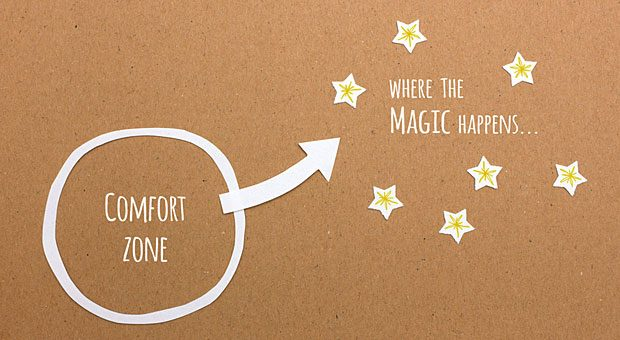 COMFORT
ZONE
WHERE THE
MAGIC HAPPENS...